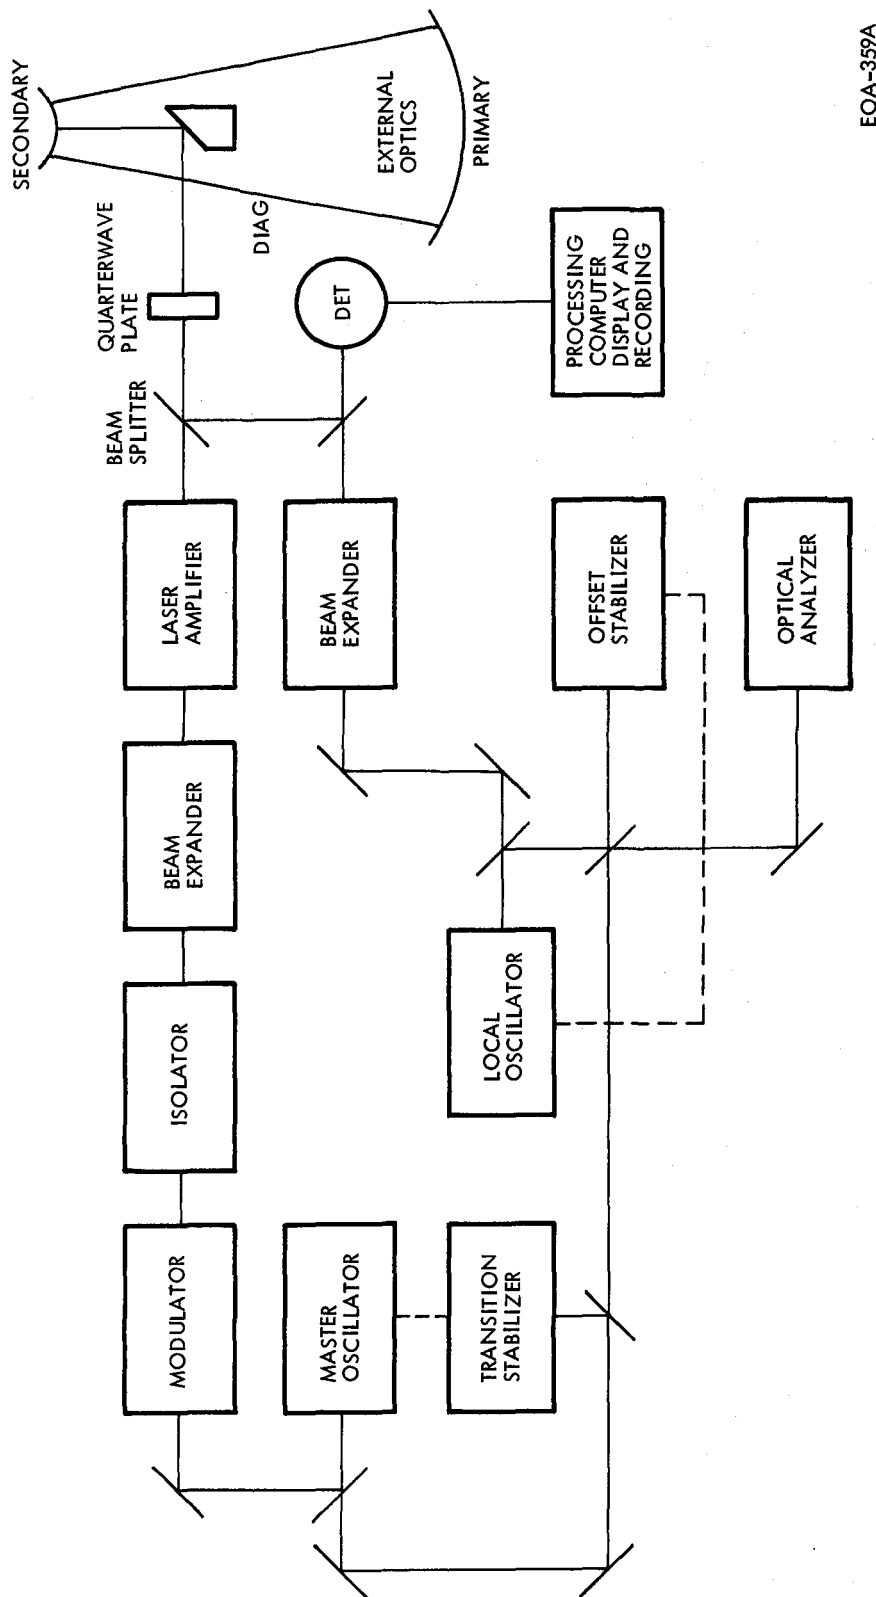 MODULATOR
ISOLATOR
BEAM
EXPANDER
LASER
AMPLIFIER
BEAM
SPLITTER
QUARTERWAVE
PLATE
SECONDARY
MASTER
OSCILLATOR
BEAM
EXPANDER
DET
DIAG
EXTERNAL
OPTICS
PRIMARY
TRANSITION
STABILIZER
LOCAL
OSCILLATOR
OFFSET
STABILIZER
PROCESSING
COMPUTER
DISPLAY AND
RECORDING
OPTICAL
ANALYZER
EOA-359A